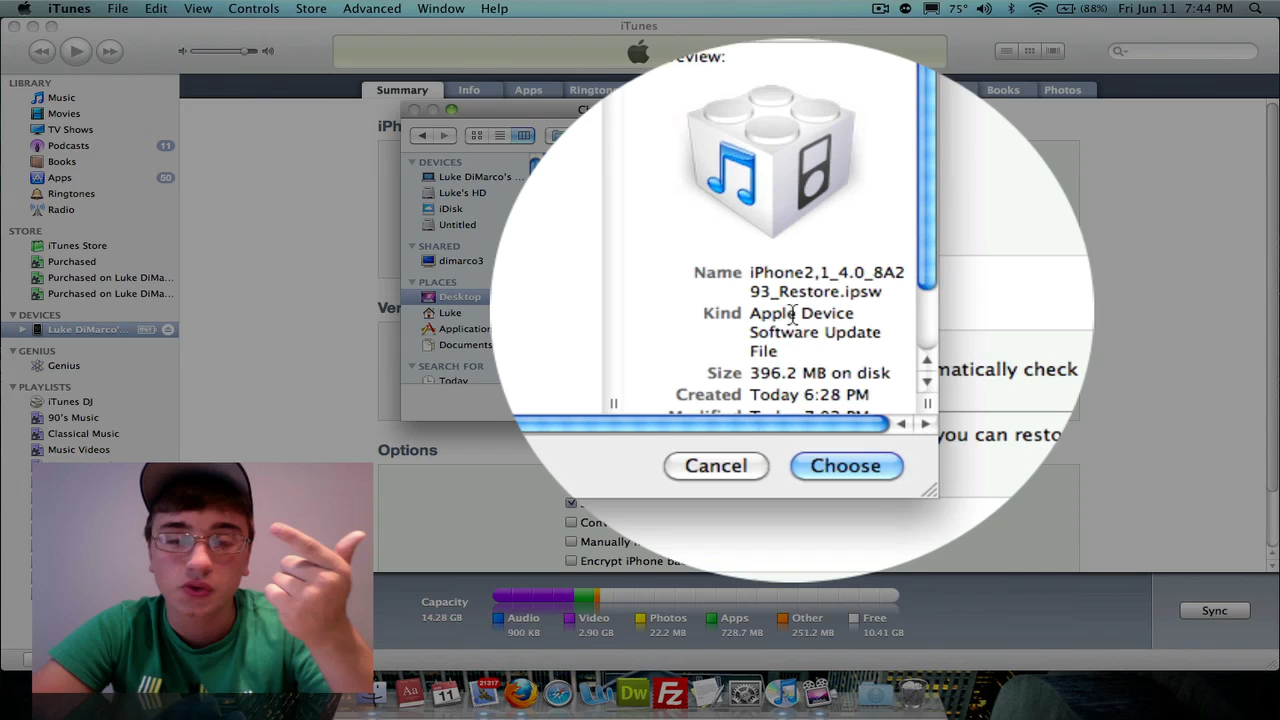 iTunes File Edit View Controls Store Advanced Window Help 75° (88%) Fri Jun 11 7:44 PM
iTunes
LIBRARY
Music
Movies
TV Shows
Podcasts 11
Books
Apps 50
Ringtones
Radio
STORE
iTunes Store
Purchased
Purchased on Luke DiMa...
Purchased on Luke DiMar...
DEVICES
Luke DiMarco'...
GENIUS
Genius
PLAYLISTS
iTunes DJ
90's Music
Classical Music
Music Videos
Summary Info Apps Books Photos
DEVICES
Luke DiMarco's ...
Luke's HD
iDisk
Untitled
SHARED
dimarco3
PLACES
Desktop
Luke
Documents
SEARCH FOR
Today
Name iPhone2,1_4.0_8A2
93_Restore.ipsw
Kind Apple Device
Software Update
File
Size 396.2 MB on disk
Created Today 6:28 PM
matically check
you can resto
Cancel Choose
Options
Encrypt iPhone ba
Capacity
14.28 GB
Audio Video Photos Apps Other Free
900 KB 2.90 GB 22.2 MB 728.7 MB 251.2 MB 10.41 GB
Sync
Aa 11 21317 Dw Fz